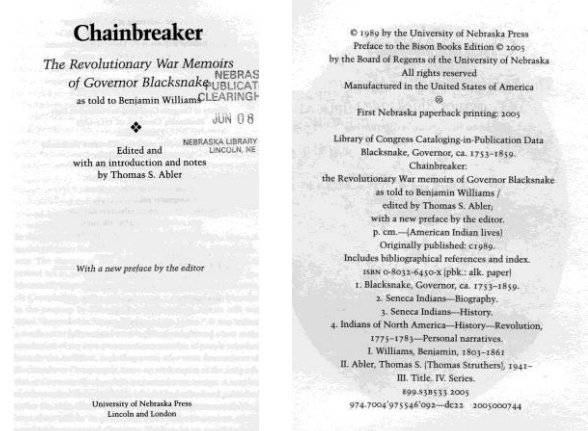 Chainbreaker
The Revolutionary War Memoirs
of Governor Blacksnake
as told to Benjamin Williams
NEBRAS
PUBLICAT
CLEARINGH
JUN 08
NEBRASKA LIBRARY
LINCOLN, NE
❖
Edited and
with an introduction and notes
by Thomas S. Abler
With a new preface by the editor
University of Nebraska Press
Lincoln and London
© 1989 by the University of Nebraska Press
Preface to the Bison Books Edition © 2005
by the Board of Regents of the University of Nebraska
All rights reserved
Manufactured in the United States of America
First Nebraska paperback printing: 2005
Library of Congress Cataloging-in-Publication Data
Blacksnake, Governor, ca. 1753–1859.
Chainbreaker:
the Revolutionary War memoirs of Governor Blacksnake
as told to Benjamin Williams /
edited by Thomas S. Abler;
with a new preface by the editor.
p. cm.—(American Indian lives)
Originally published: c1989.
Includes bibliographical references and index.
ISBN 0-8032-6450-X (pbk.: alk. paper)
1. Blacksnake, Governor, ca. 1753–1859.
2. Seneca Indians—Biography.
3. Seneca Indians—History.
4. Indians of North America—History—Revolution,
1775–1783—Personal narratives.
I. Williams, Benjamin, 1803–1861
II. Abler, Thomas S. (Thomas Struthers), 1941–
III. Title. IV. Series.
E99.S3B533 2005
974.7004'975546'092—dc22 2005000744